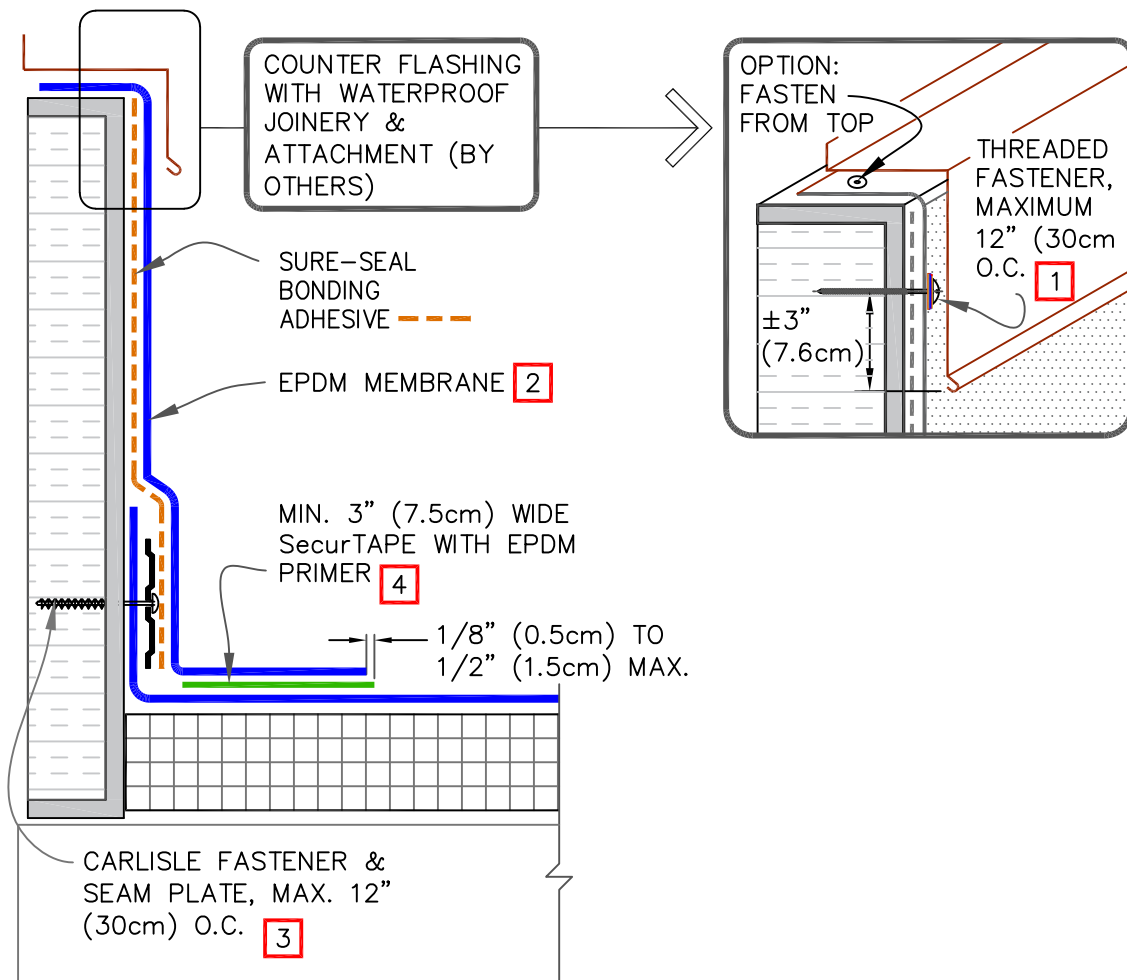 COUNTER FLASHING
WITH WATERPROOF
JOINERY &
ATTACHMENT (BY
OTHERS)
OPTION:
FASTEN
FROM TOP
THREADED
FASTENER,
MAXIMUM
12” (30cm
O.C. 1
±3”
(7.6cm)
SURE-SEAL
BONDING
ADHESIVE
EPDM MEMBRANE 2
MIN. 3” (7.5cm) WIDE
SecurTAPE WITH EPDM
PRIMER 4
1/8” (0.5cm) TO
1/2” (1.5cm) MAX.
CARLISLE FASTENER &
SEAM PLATE, MAX. 12”
(30cm) O.C. 3